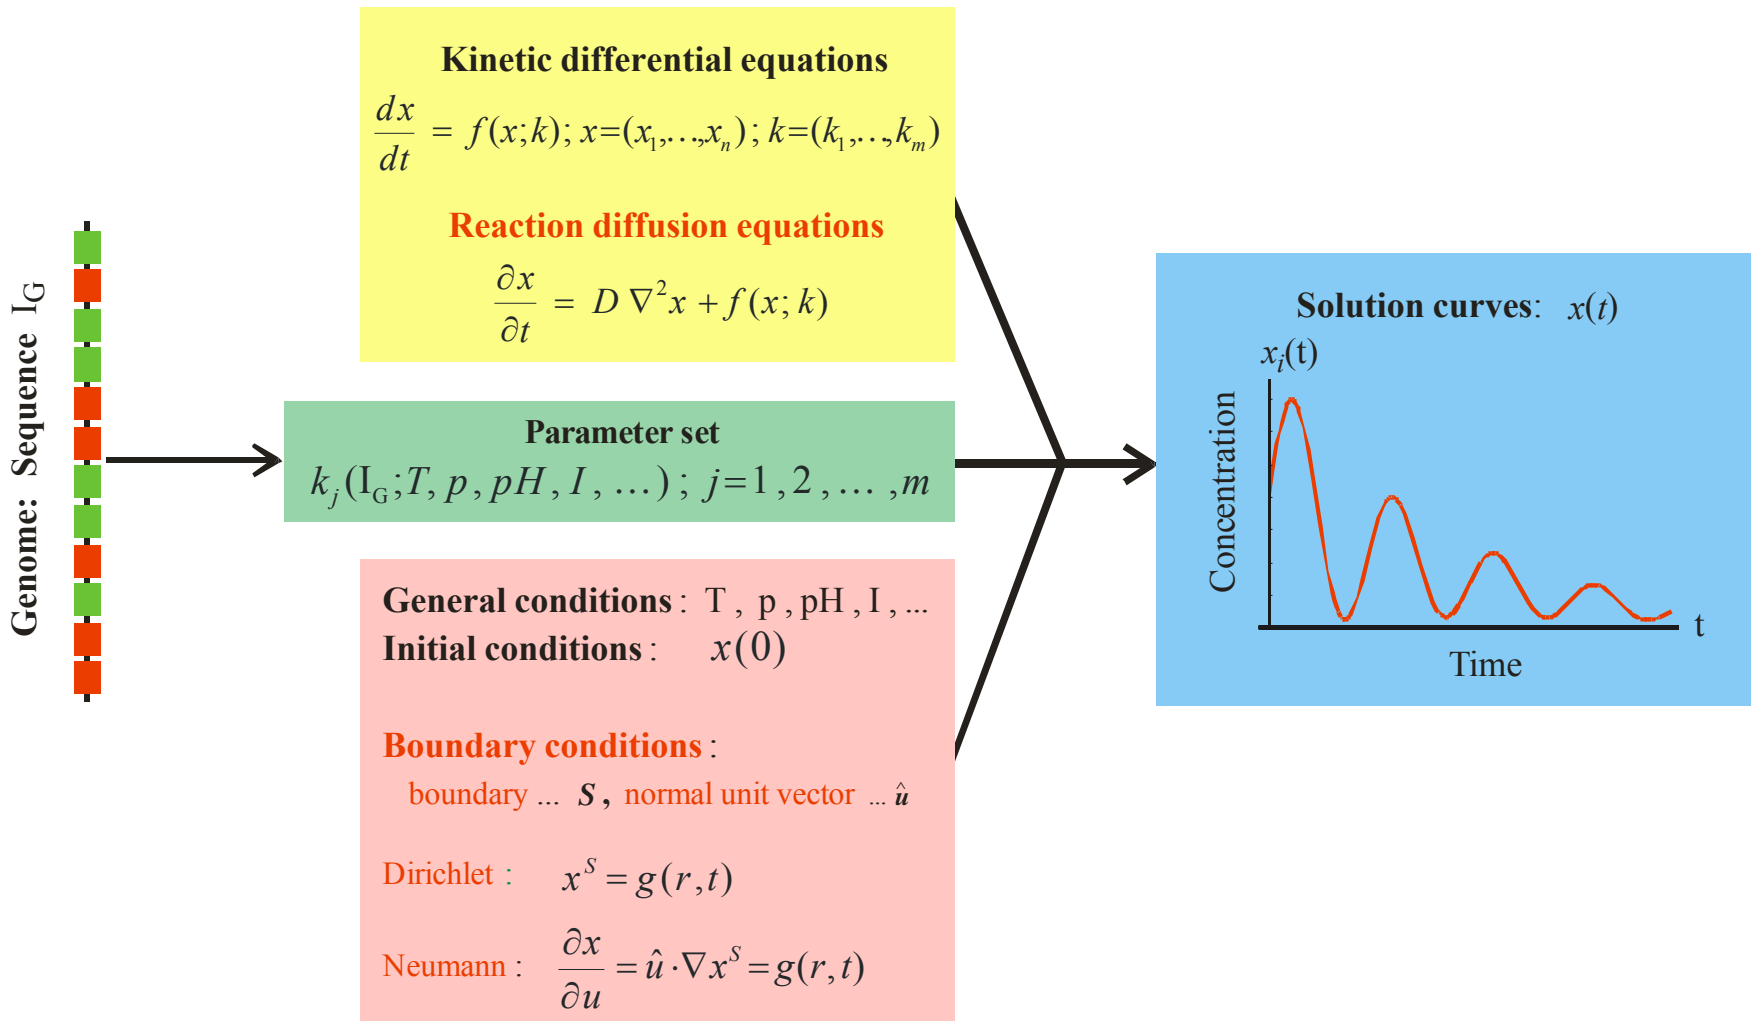 Genome: Sequence I_G
Kinetic differential equations
dx/dt = f(x;k); x=(x₁,…,xₙ); k=(k₁,…,kₘ)
Reaction diffusion equations
∂x/∂t = D ∇²x + f(x; k)
Parameter set
kⱼ(I_G;T, p, pH, I, …); j=1, 2, …, m
General conditions: T, p, pH, I, ...
Initial conditions: x(0)
Boundary conditions:
boundary ... S, normal unit vector ... û
Dirichlet: x^S = g(r,t)
Neumann: ∂x/∂u = û·∇x^S = g(r,t)
Solution curves: x(t)
xᵢ(t)
Concentration
t
Time